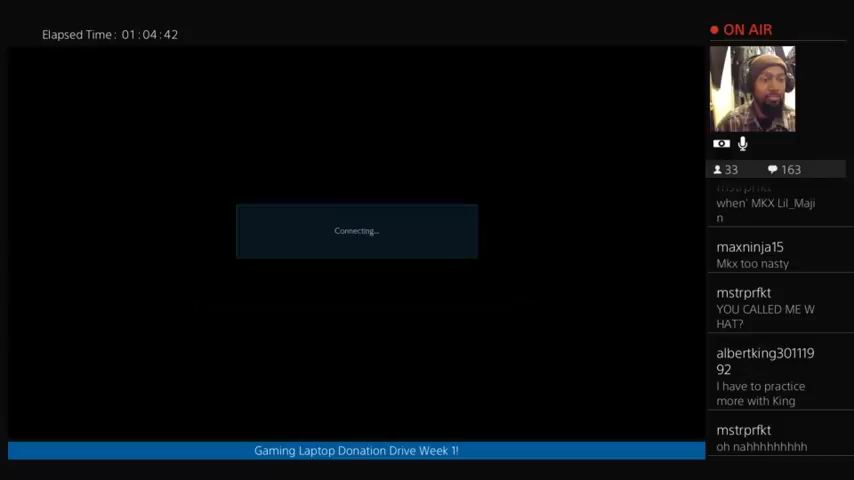 Elapsed Time: 01:04:42
ON AIR
33 163
mstrprfkt
when' MKX Lil_Maji
n
maxninja15
Mkx too nasty
mstrprfkt
YOU CALLED ME W
HAT?
albertking301119
92
I have to practice
more with King
mstrprfkt
oh nahhhhhhhhh
Connecting...
Gaming Laptop Donation Drive Week 1!